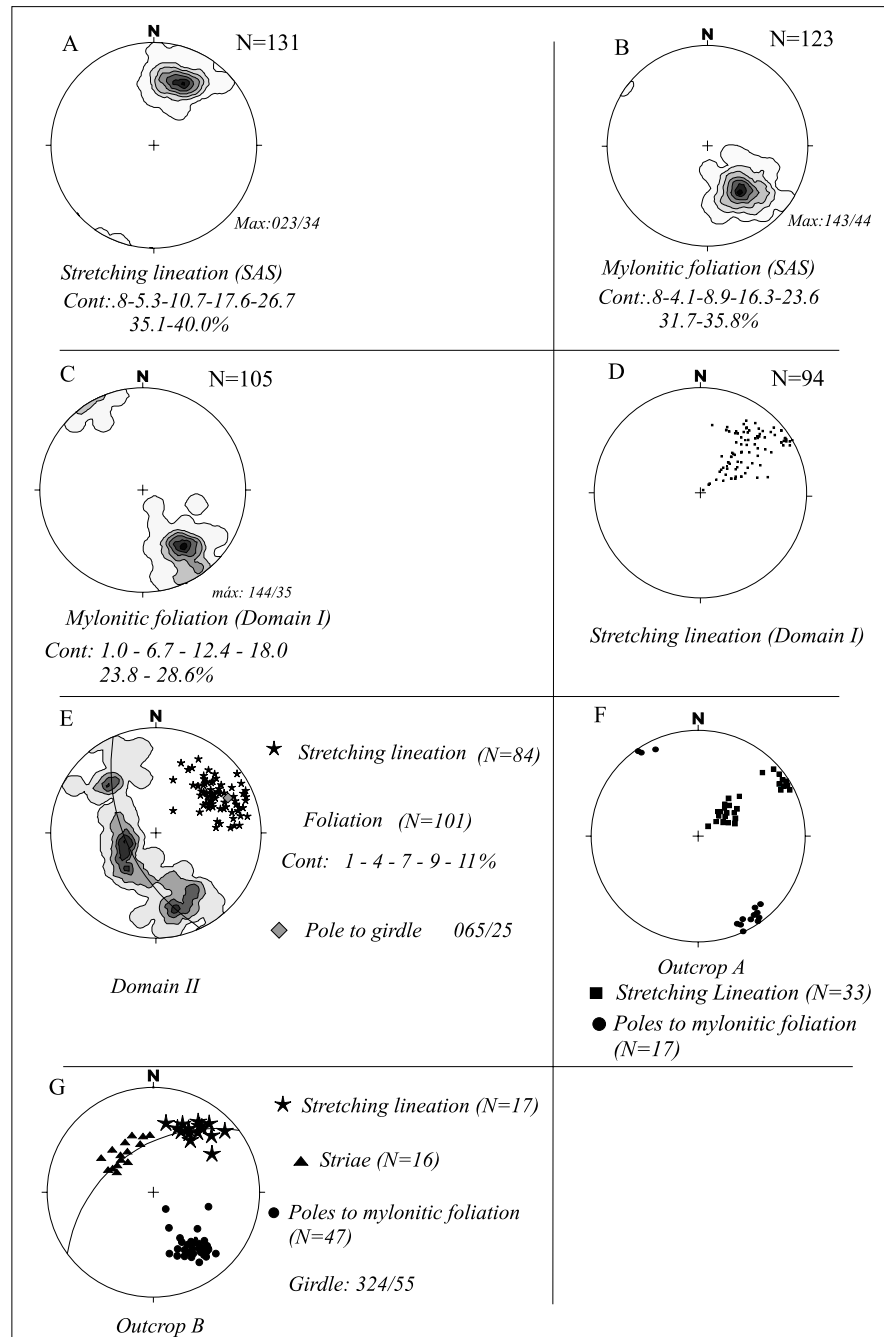 A
N
N=131
Max:023/34
Stretching lineation (SAS)
Cont:.8-5.3-10.7-17.6-26.7
35.1-40.0%
B
N
N=123
Max:143/44
Mylonitic foliation (SAS)
Cont:.8-4.1-8.9-16.3-23.6
31.7-35.8%
C
N
N=105
máx: 144/35
Mylonitic foliation (Domain I)
Cont: 1.0 - 6.7 - 12.4 - 18.0
23.8 - 28.6%
D
N
N=94
Stretching lineation (Domain I)
E
N
Stretching lineation (N=84)
Foliation (N=101)
Cont: 1 - 4 - 7 - 9 - 11%
Pole to girdle 065/25
Domain II
F
N
Outcrop A
Stretching Lineation (N=33)
Poles to mylonitic foliation
(N=17)
G
N
Stretching lineation (N=17)
Striae (N=16)
Poles to mylonitic foliation
(N=47)
Girdle: 324/55
Outcrop B